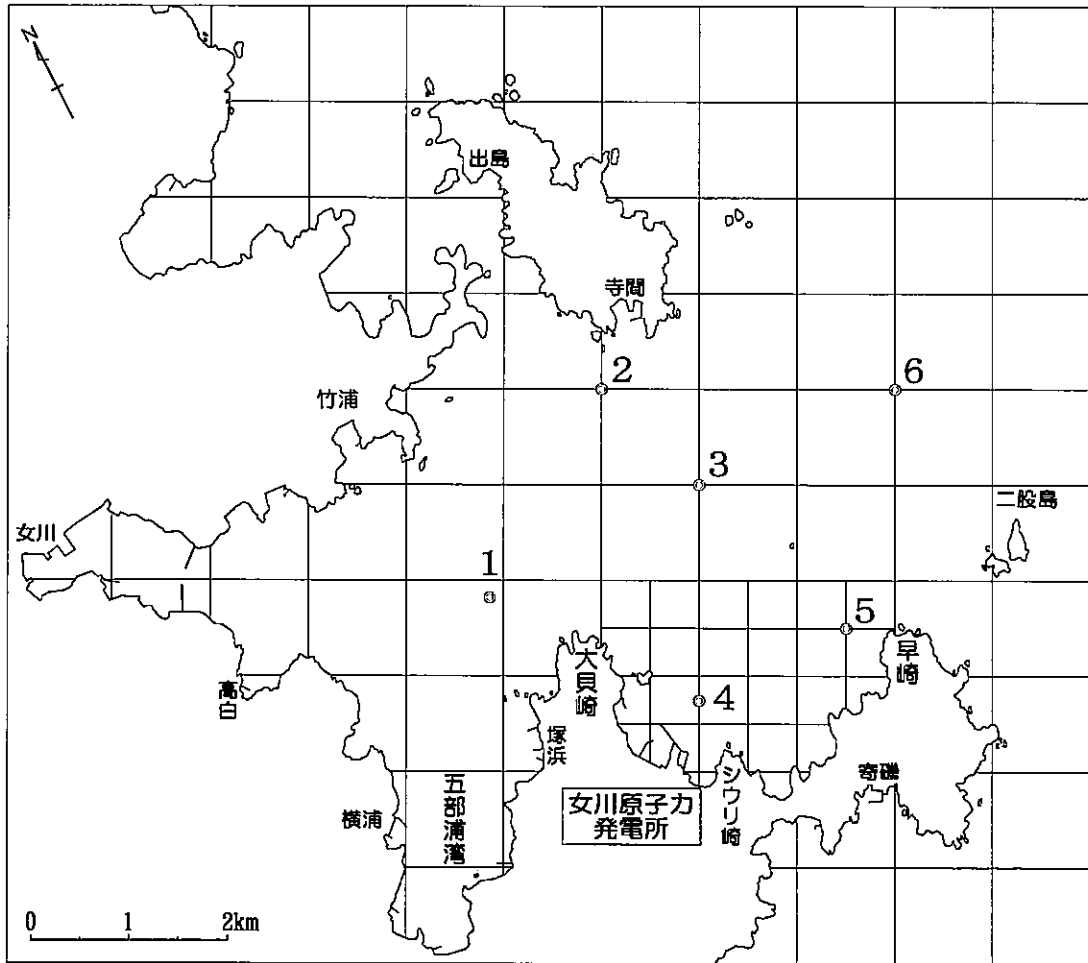 N
出島
寺間
2
6
竹浦
3
二股島
女川
1
5
大貝崎
早崎
高白
4
塚浜
寄磯
シウリ崎
五部浦湾
横浦
女川原子力
発電所
0 1 2km